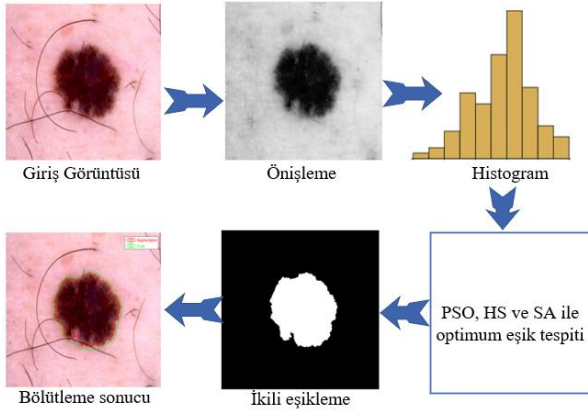 Giriş Görüntüsü
Önişleme
Histogram
PSO, HS ve SA ile
optimum eşik tespiti
İkili eşikleme
Bölütleme sonucu